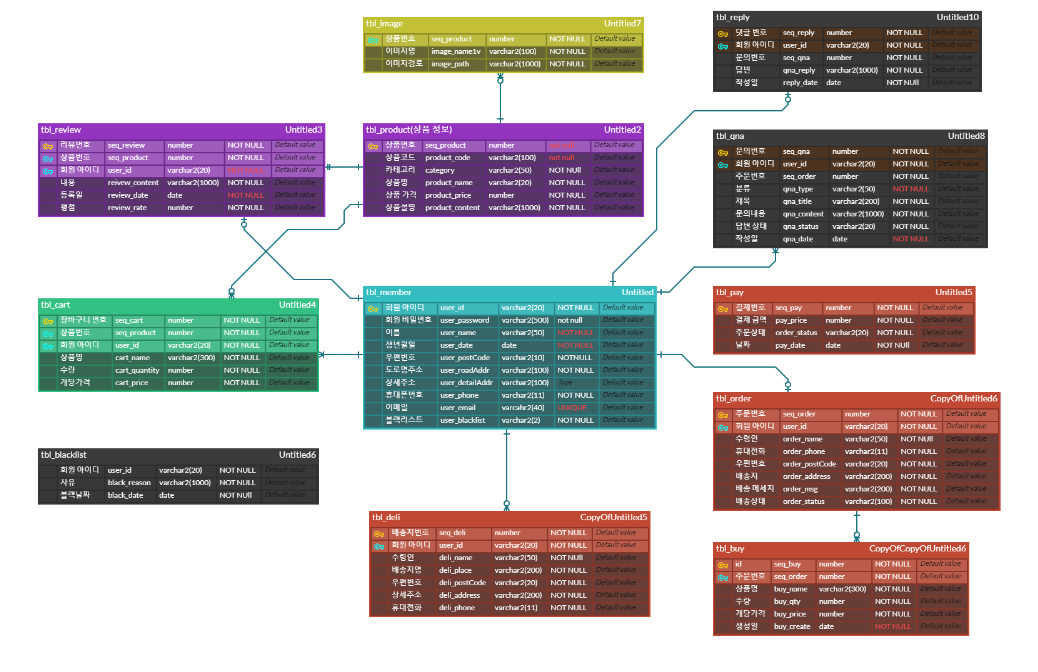 tbl_image Untitled7
상품번호 seq_product number NOT NULL Default value
이미지명 image_name1v varchar2(100) NOT NULL Default value
이미지경로 image_path varchar2(1000) NOT NULL Default value
tbl_reply Untitled10
댓글 번호 seq_reply number NOT NULL Default value
회원 아이디 user_id varchar2(20) NOT NULL Default value
문의번호 seq_qna number NOT NULL Default value
답변 qna_reply varchar2(1000) NOT NULL Default value
작성일 reply_date date NOT NUll Default value
tbl_review Untitled3
리뷰번호 seq_review number NOT NULL Default value
상품번호 seq_product number NOT NULL Default value
회원 아이디 user_id varchar2(20) Default value
내용 reivew_content varchar2(1000) NOT NULL Default value
등록일 review_date date NOT NULL Default value
평점 review_rate number NOT NULL Default value
tbl_product(상품 정보) Untitled2
상품번호 seq_product number Default value
상품코드 product_code varchar2(100) not null Default value
카테고리 category varchar2(50) NOT NUll Default value
상품명 product_name varchar2(20) NOT NULL Default value
상품 가격 product_price number NOT NULL Default value
상품설명 product_content varchar2(1000) NOT NULL Default value
tbl_qna Untitled8
문의번호 seq_qna number NOT NULL Default value
회원 아이디 user_id varchar2(20) NOT NULL Default value
주문번호 seq_order number NOT NULL Default value
분류 qna_type varchar2(50) NOT NULL Default value
제목 qna_title varchar2(200) NOT NULL Default value
문의내용 qna_content varchar2(1000) NOT NULL Default value
답변 상태 qna_status varchar2(20) NOT NULL Default value
작성일 qna_date date NOT NULL Default value
tbl_cart Untitled4
장바구니 번호 seq_cart number NOT NULL Default value
상품번호 seq_product number NOT NULL Default value
회원 아이디 user_id varchar2(20) NOT NULL Default value
상품명 cart_name varchar2(300) NOT NULL Default value
수량 cart_quantity number NOT NULL Default value
개당가격 cart_price number NOT NULL Default value
tbl_member Untitled
회원 아이디 user_id varchar2(20) NOT NULL Default value
회원 비밀번호 user_password varchar2(500) not null Default value
이름 user_name varchar2(50) NOT NULL Default value
생년월일 user_date date NOT NULL Default value
우편번호 user_postCode varchar2(10) NOTNULL Default value
도로명주소 user_roadAddr varchar2(100) NOT NULL Default value
상세주소 user_detailAddr varchar2(100) Type Default value
휴대폰번호 user_phone varchar2(11) NOT NULL Default value
이메일 user_email varcahr2(40) UNIQUE Default value
블랙리스트 user_blacklist varchar2(2) NOT NULL Default value
tbl_pay Untitled5
결제번호 seq_pay number NOT NULL Default value
결제 금액 pay_price number NOT NULL Default value
주문상태 order_status varchar2(20) NOT NULL Default value
날짜 pay_date date NOT NUll Default value
tbl_order CopyOfUntitled6
주문번호 seq_order number NOT NULL Default value
회원 아이디 user_id varchar2(20) NOT NULL Default value
수령인 order_name varchar2(50) NOT NUll Default value
휴대전화 order_phone varchar2(11) NOT NULL Default value
우편번호 order_postCode varchar2(20) NOT NULL Default value
배송지 order_address varchar2(200) NOT NULL Default value
배송 메세지 order_msg varchar2(200) NOT NULL Default value
배송상태 order_status varchar2(100) NOT NULL Default value
tbl_blacklist Untitled6
회원 아이디 user_id varchar2(20) NOT NULL Default value
사유 black_reason varchar2(1000) NOT NULL Default value
블랙날짜 black_date date NOT NUll Default value
tbl_deli CopyOfUntitled5
배송지번호 seq_deli number NOT NULL Default value
회원 아이디 user_id varchar2(20) NOT NULL Default value
수령인 deli_name varchar2(50) NOT NUll Default value
배송지명 deli_place varchar2(200) NOT NULL Default value
우편번호 deli_postCode varchar2(20) NOT NULL Default value
상세주소 deli_address varchar2(200) NOT NULL Default value
휴대전화 deli_phone varchar2(11) NOT NULL Default value
tbl_buy CopyOfCopyOfUntitled6
id seq_buy number NOT NULL Default value
주문번호 seq_order number NOT NULL Default value
상품명 buy_name varchar2(300) NOT NULL Default value
수량 buy_qty number NOT NULL Default value
개당가격 buy_price number NOT NULL Default value
생성일 buy_create date NOT NULL Default value